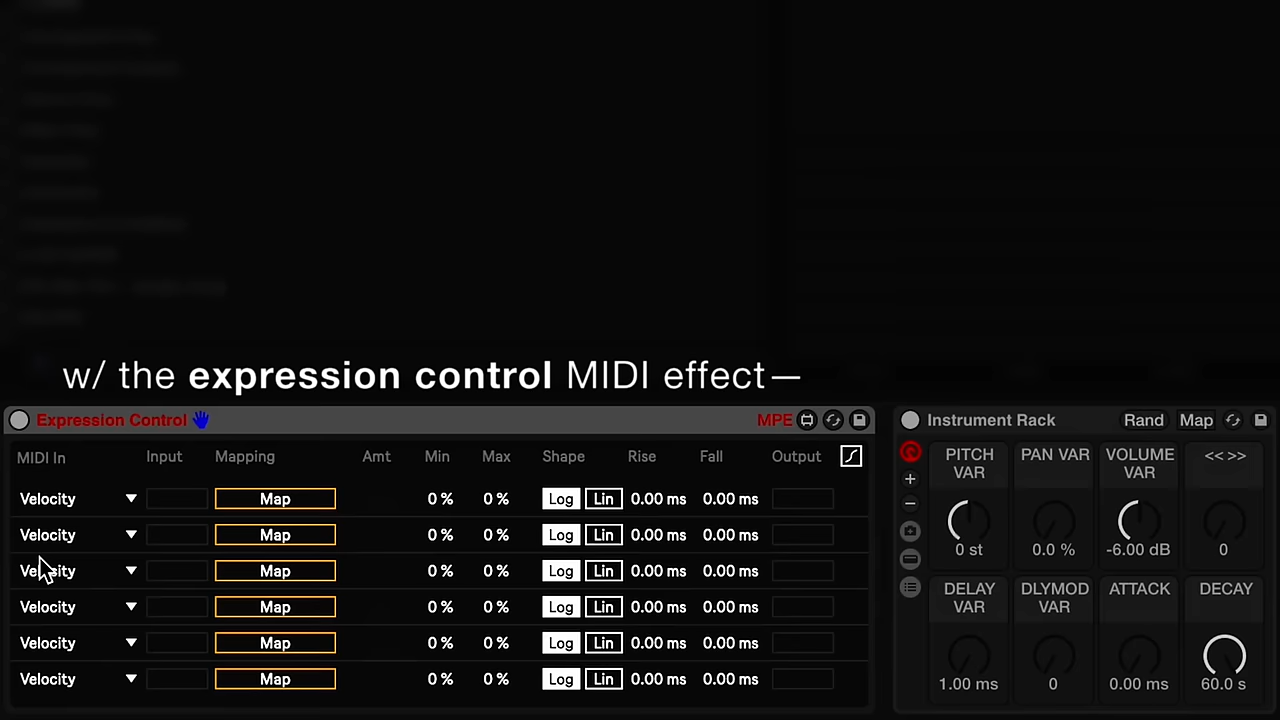 w/ the expression control MIDI effect—
Expression Control MPE
MIDI In Input Mapping Amt Min Max Shape Rise Fall Output
Velocity Map 0 % 0 % Log Lin 0.00 ms 0.00 ms
Velocity Map 0 % 0 % Log Lin 0.00 ms 0.00 ms
Velocity Map 0 % 0 % Log Lin 0.00 ms 0.00 ms
Velocity Map 0 % 0 % Log Lin 0.00 ms 0.00 ms
Velocity Map 0 % 0 % Log Lin 0.00 ms 0.00 ms
Velocity Map 0 % 0 % Log Lin 0.00 ms 0.00 ms
Instrument Rack Rand Map
PITCH VAR PAN VAR VOLUME VAR <<>>
0 st 0.0 % -6.00 dB 0
DELAY VAR DLYMOD VAR ATTACK DECAY
1.00 ms 0 0.00 ms 60.0 s